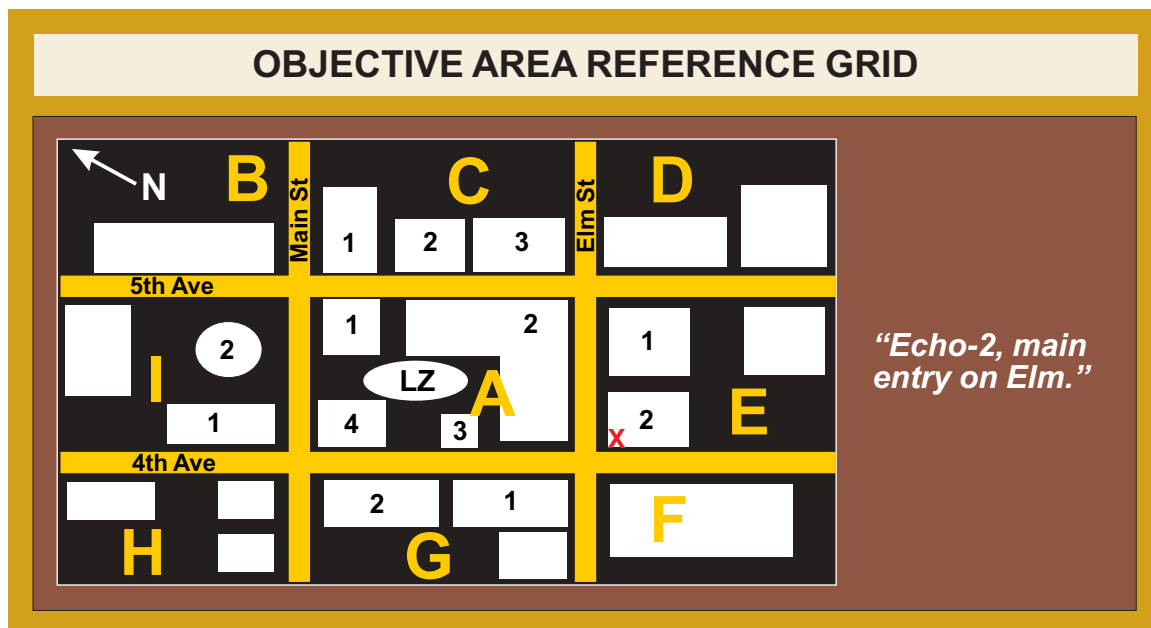 OBJECTIVE AREA REFERENCE GRID
N
B
Main St
C
Elm St
D
1
2
3
5th Ave
1
2
2
1
LZ
I
A
E
1
4
3
2
X
4th Ave
2
1
F
H
G
“Echo-2, main
entry on Elm.”